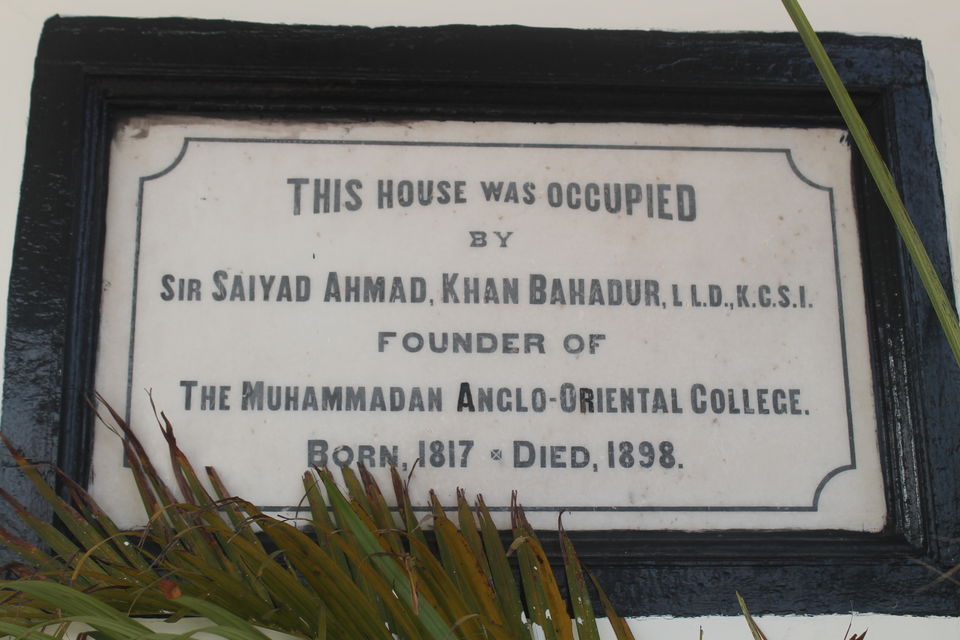 THIS HOUSE WAS OCCUPIED
BY
SIR SAIYAD AHMAD, KHAN BAHADUR, L L.D., K.C.S.I.
FOUNDER OF
THE MUHAMMADAN ANGLO-ORIENTAL COLLEGE.
BORN, 1817 DIED, 1898.